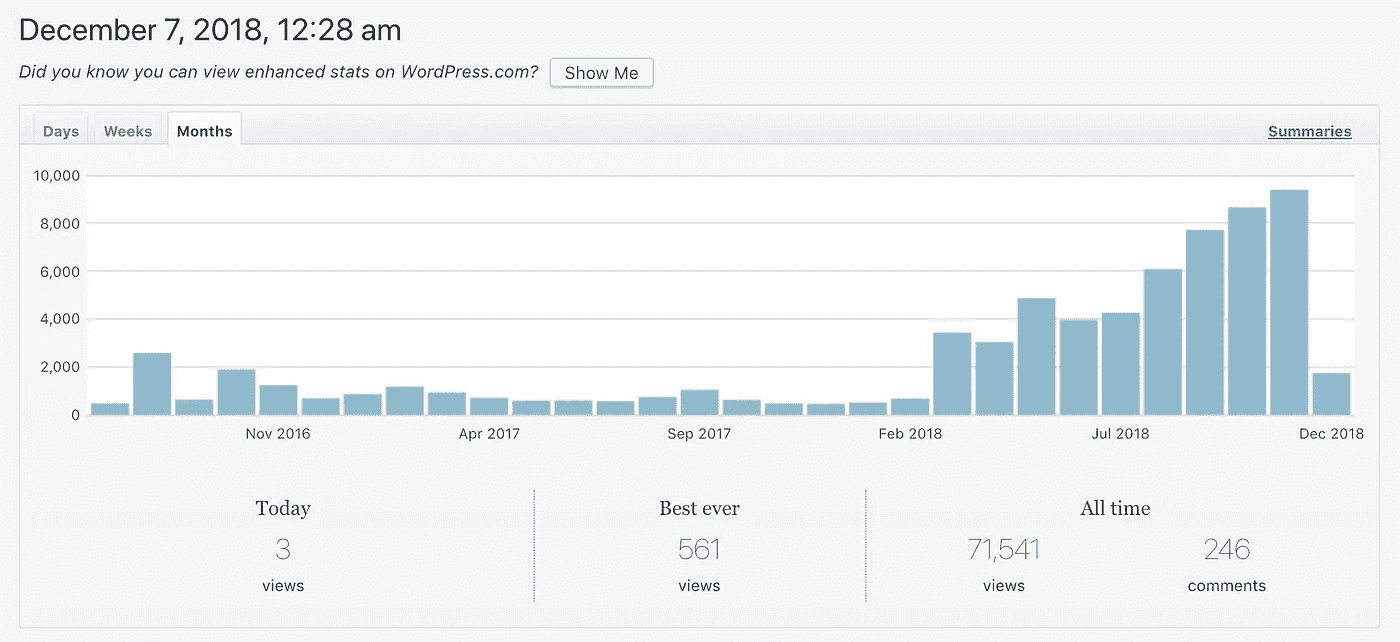 December 7, 2018, 12:28 am
Did you know you can view enhanced stats on WordPress.com? Show Me
Days Weeks Months Summaries
10,000
8,000
6,000
4,000
2,000
0
Nov 2016 Apr 2017 Sep 2017 Feb 2018 Jul 2018 Dec 2018
Today Best ever All time
3 561 71,541 246
views views views comments